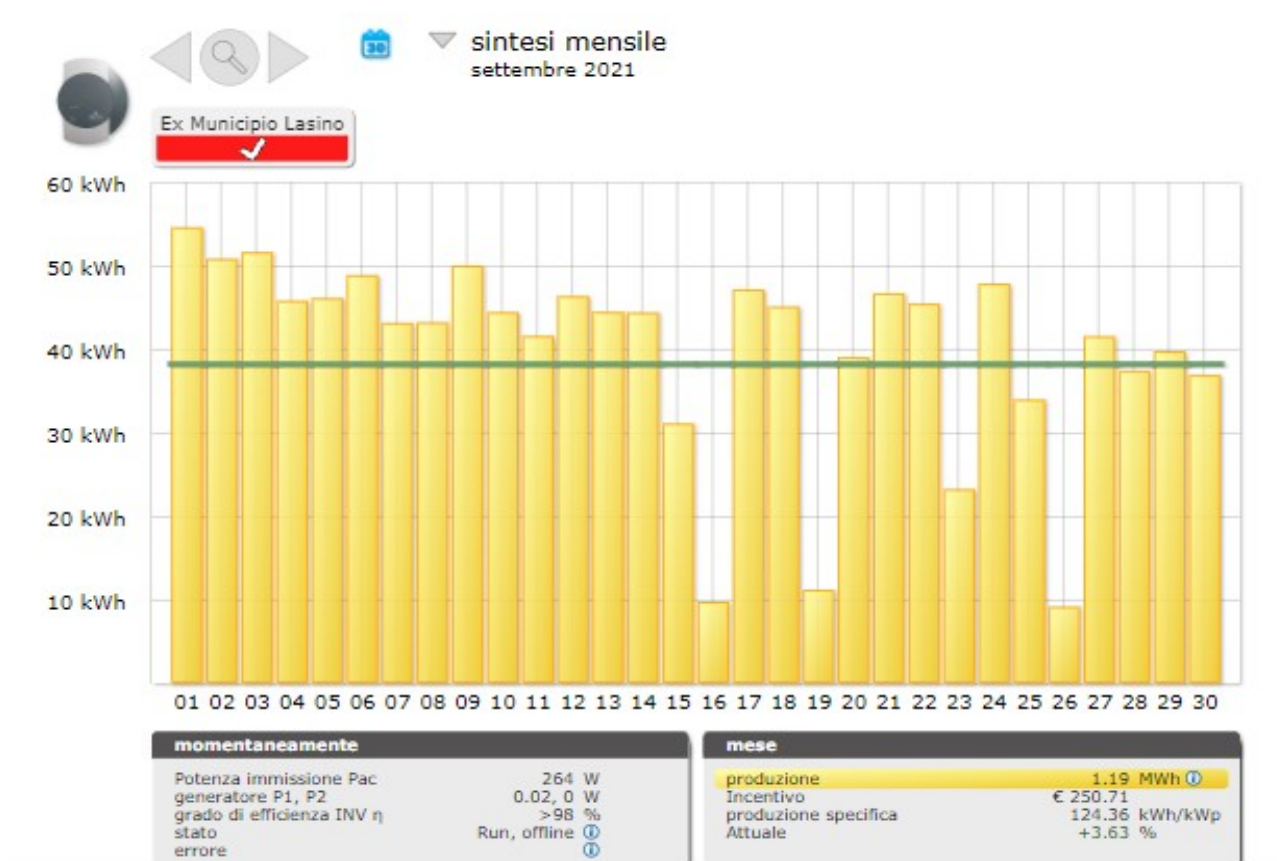 30
sintesi mensile
settembre 2021
Ex Municipio Lasino
60 kWh
50 kWh
40 kWh
30 kWh
20 kWh
10 kWh
01 02 03 04 05 06 07 08 09 10 11 12 13 14 15 16 17 18 19 20 21 22 23 24 25 26 27 28 29 30
momentaneamente
Potenza immissione Pac 264 W
generatore P1, P2 0.02, 0 W
grado di efficienza INV η >98 %
stato Run, offline
errore
mese
produzione 1.19 MWh
Incentivo € 250.71
produzione specifica 124.36 kWh/kWp
Attuale +3.63 %